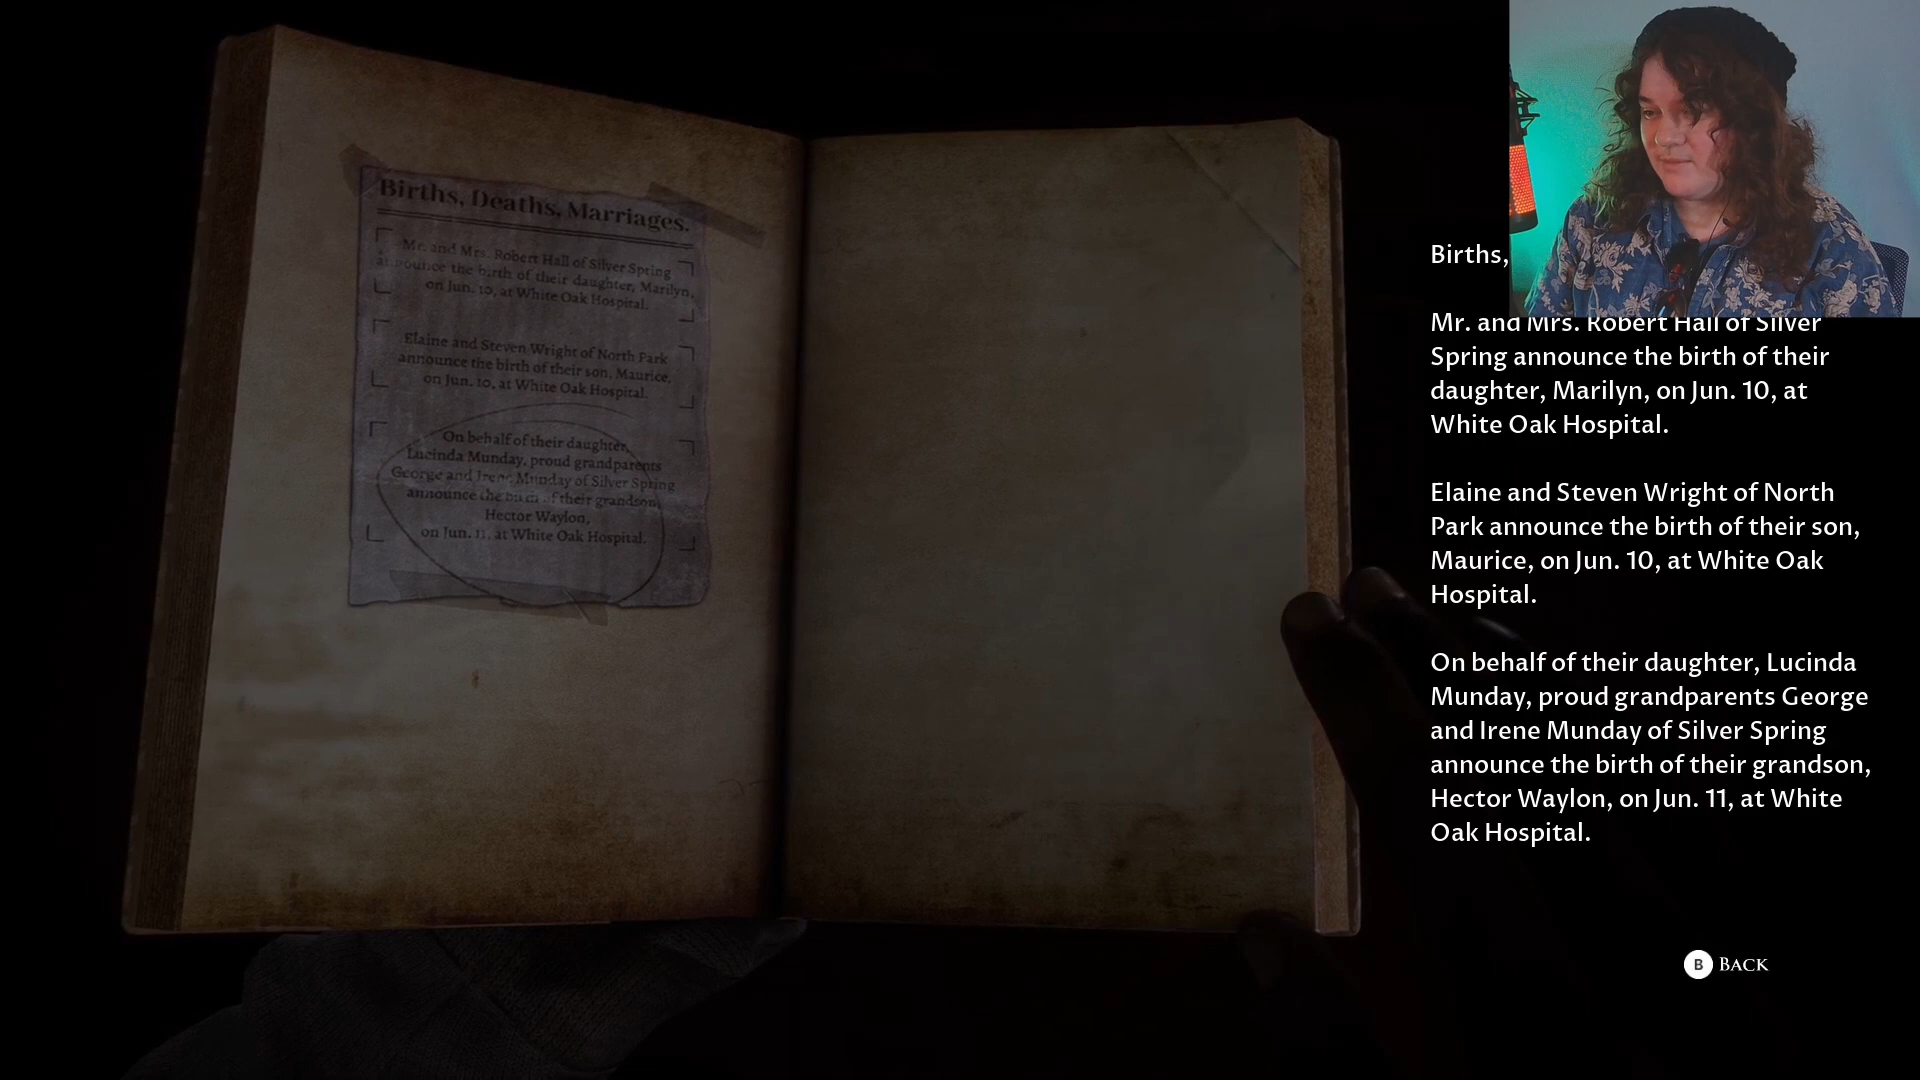 Births, Deaths, Marriages.
Mr. and Mrs. Robert Hall of Silver Spring
announce the birth of their daughter, Marilyn,
on Jun. 10, at White Oak Hospital.
Elaine and Steven Wright of North Park
announce the birth of their son, Maurice,
on Jun. 10, at White Oak Hospital.
On behalf of their daughter,
Lucinda Munday, proud grandparents
George and Irene Munday of Silver Spring
announce the birth of their grandson,
Hector Waylon,
on Jun. 11, at White Oak Hospital.
Births,
Mr. and Mrs. Robert Hall of Silver
Spring announce the birth of their
daughter, Marilyn, on Jun. 10, at
White Oak Hospital.
Elaine and Steven Wright of North
Park announce the birth of their son,
Maurice, on Jun. 10, at White Oak
Hospital.
On behalf of their daughter, Lucinda
Munday, proud grandparents George
and Irene Munday of Silver Spring
announce the birth of their grandson,
Hector Waylon, on Jun. 11, at White
Oak Hospital.
B BACK